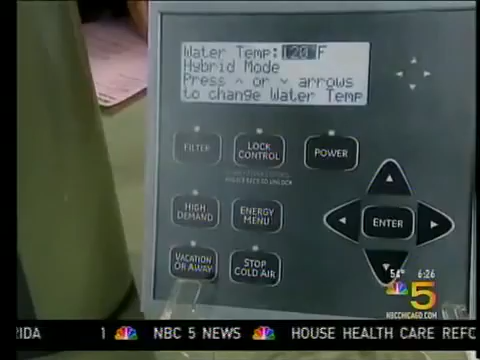 Water Temp: 120°F
Hybrid Mode
Press ^ or ⌄ arrows
to change Water Temp
FILTER
LOCK
CONTROL
POWER
HIGH
DEMAND
ENERGY
MENU
ENTER
VACATION
OR AWAY
STOP
COLD AIR
54° 6:26
5
NBCCHICAGO.COM
RIDA 1 NBC 5 NEWS HOUSE HEALTH CARE REFO